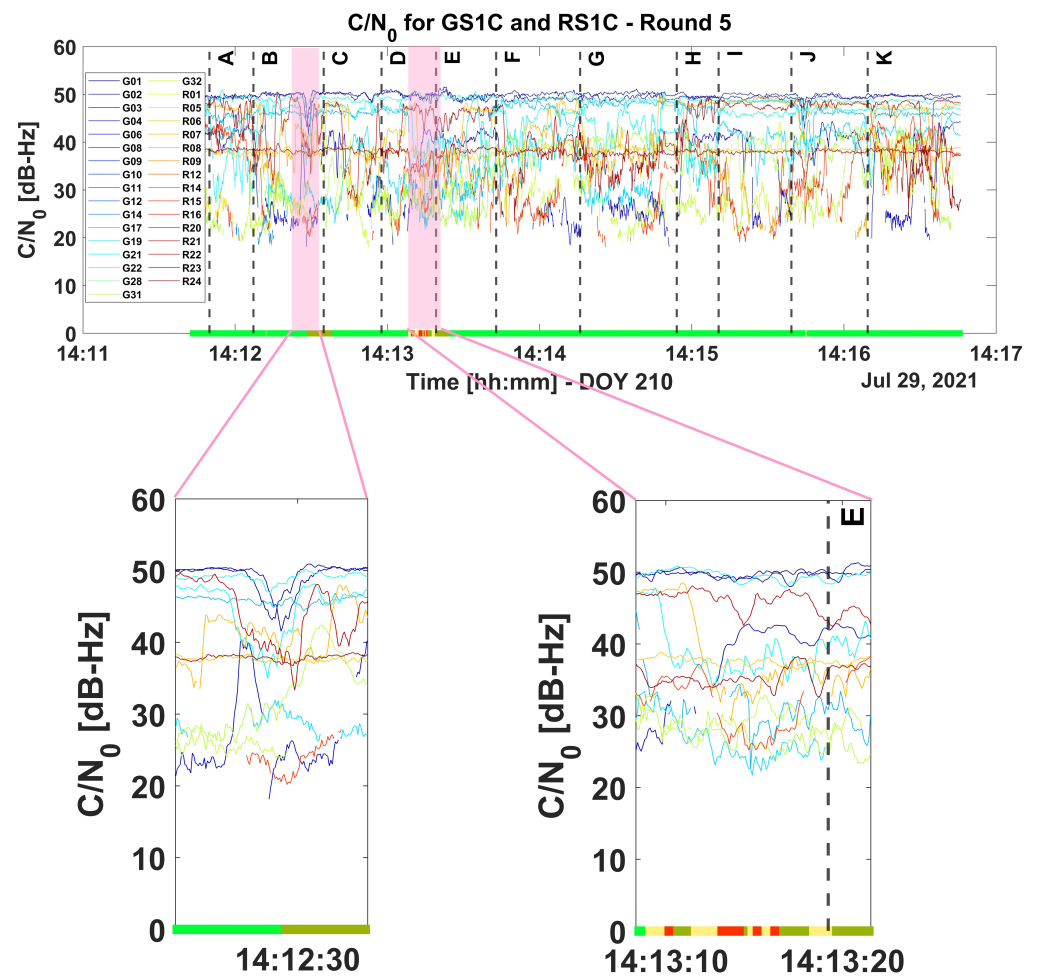 C/N0 for GS1C and RS1C - Round 5
60
50
40
30
20
10
0
C/N0 [dB-Hz]
A B C D E F G H I J K
G01 G32
G02 R01
G03 R05
G04 R06
G06 R07
G08 R08
G09 R09
G10 R12
G11 R14
G12 R15
G14 R16
G17 R20
G19 R21
G21 R22
G22 R23
G28 R24
G31
14:11 14:12 14:13 14:14 14:15 14:16 14:17
Time [hh:mm] - DOY 210
Jul 29, 2021
60
50
40
30
20
10
0
C/N0 [dB-Hz]
14:12:30
60
50
40
30
20
10
0
C/N0 [dB-Hz]
E
14:13:10 14:13:20